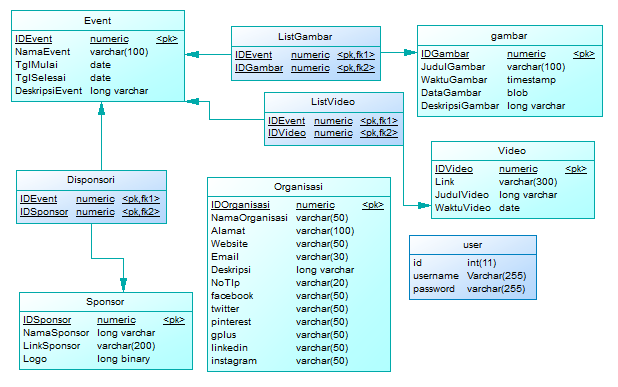 Event
IDEvent numeric <pk>
NamaEvent varchar(100)
TglMulai date
TglSelesai date
DeskripsiEvent long varchar
ListGambar
IDEvent numeric <pk,fk1>
IDGambar numeric <pk,fk2>
gambar
IDGambar numeric <pk>
JudulGambar varchar(100)
WaktuGambar timestamp
DataGambar blob
DeskripsiGambar long varchar
ListVideo
IDEvent numeric <pk,fk1>
IDVideo numeric <pk,fk2>
Video
IDVideo numeric <pk>
Link varchar(300)
JudulVideo long varchar
WaktuVideo date
Disponsori
IDEvent numeric <pk,fk1>
IDSponsor numeric <pk,fk2>
Organisasi
IDOrganisasi numeric <pk>
NamaOrganisasi varchar(50)
Alamat varchar(100)
Website varchar(50)
Email varchar(30)
Deskripsi long varchar
NoTlp varchar(20)
facebook varchar(50)
twitter varchar(50)
pinterest varchar(50)
gplus varchar(50)
linkedin varchar(50)
instagram varchar(50)
user
id int(11)
username Varchar(255)
password varchar(255)
Sponsor
IDSponsor numeric <pk>
NamaSponsor long varchar
LinkSponsor varchar(200)
Logo long binary